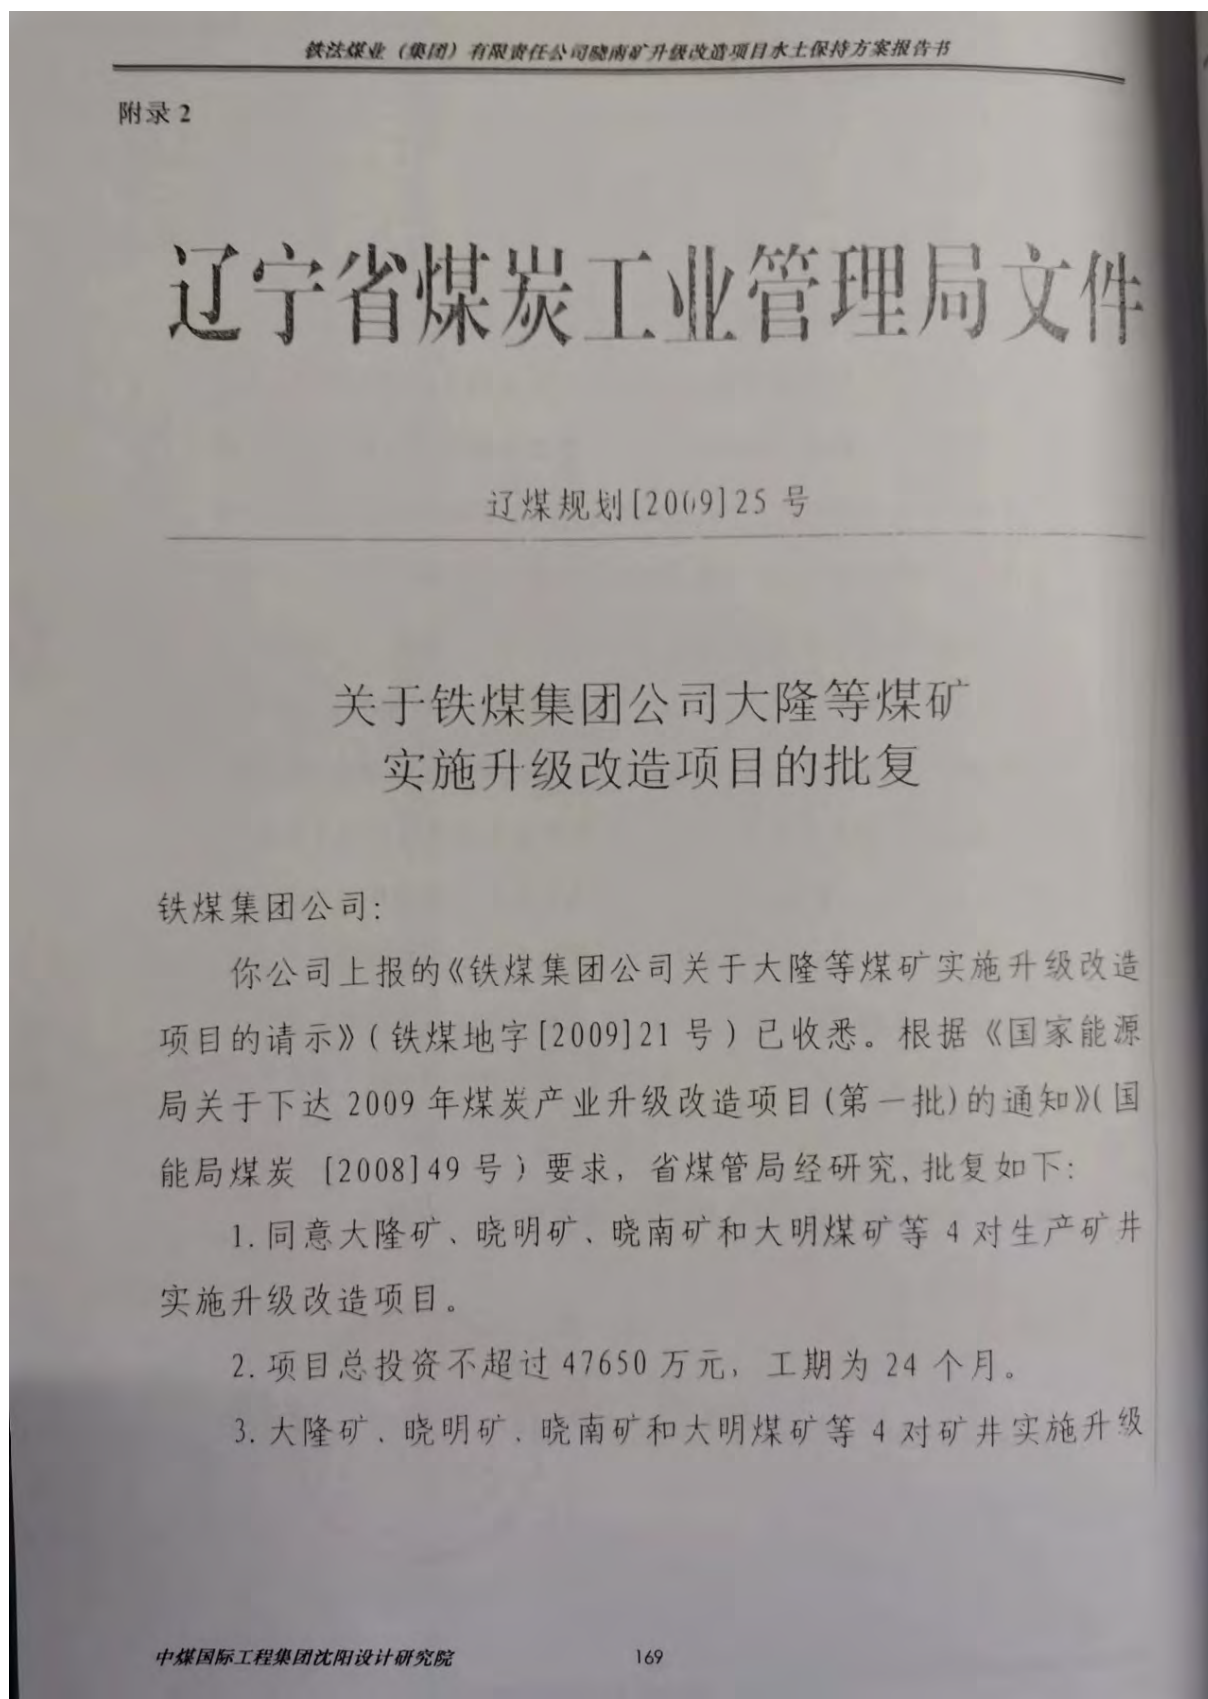 铁法煤业（集团）有限责任公司晓南矿升级改造项目水土保持方案报告书
附录 2
辽宁省煤炭工业管理局文件
辽煤规划[2009]25 号
关于铁煤集团公司大隆等煤矿
实施升级改造项目的批复
铁煤集团公司：
你公司上报的《铁煤集团公司关于大隆等煤矿实施升级改造
项目的请示》（铁煤地字[2009]21 号）已收悉。根据《国家能源
局关于下达 2009 年煤炭产业升级改造项目(第一批)的通知》（国
能局煤炭 [2008]49 号）要求，省煤管局经研究、批复如下：
1. 同意大隆矿、晓明矿、晓南矿和大明煤矿等 4 对生产矿井
实施升级改造项目。
2. 项目总投资不超过 47650 万元，工期为 24 个月。
3. 大隆矿、晓明矿、晓南矿和大明煤矿等 4 对矿井实施升级
中煤国际工程集团沈阳设计研究院 169